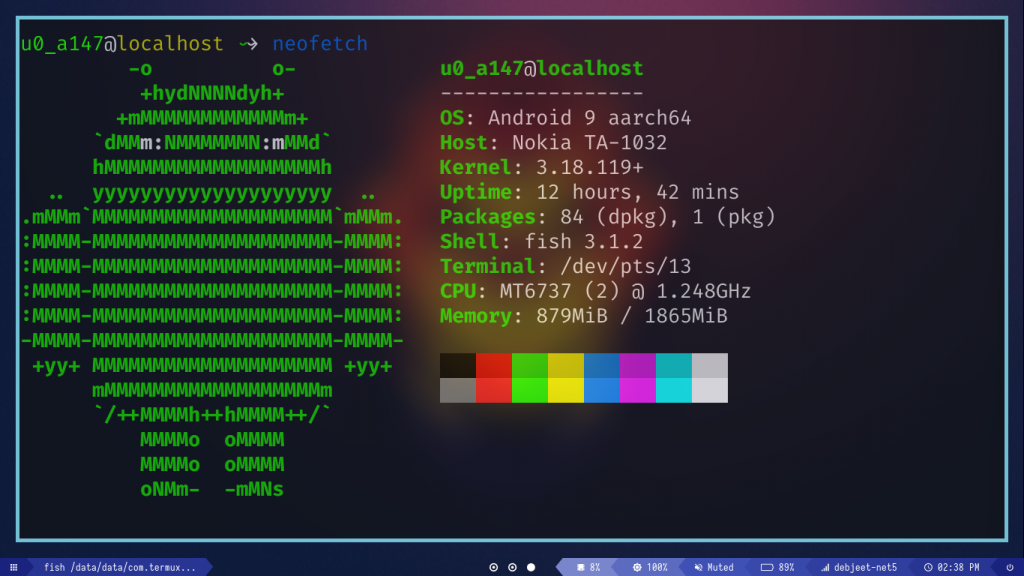 u0_a147@localhost ⤳ neofetch
-o          o-
+hydNNNNdyh+
+mMMMMMMMMMMMMm+
`dMMm:NMMMMMMN:mMMd`
hMMMMMMMMMMMMMMMMMMh
..  yyyyyyyyyyyyyyyyyyyy  ..
.mMMm`MMMMMMMMMMMMMMMMMMMM`mMMm.
:MMMM-MMMMMMMMMMMMMMMMMMMM-MMMM:
:MMMM-MMMMMMMMMMMMMMMMMMMM-MMMM:
:MMMM-MMMMMMMMMMMMMMMMMMMM-MMMM:
:MMMM-MMMMMMMMMMMMMMMMMMMM-MMMM:
-MMMM-MMMMMMMMMMMMMMMMMMMM-MMMM-
+yy+ MMMMMMMMMMMMMMMMMMMM +yy+
mMMMMMMMMMMMMMMMMMMm
`/++MMMMh++hMMMM++/`
MMMMo  oMMMM
MMMMo  oMMMM
oNMm-  -mMNs
u0_a147@localhost
-----------------
OS: Android 9 aarch64
Host: Nokia TA-1032
Kernel: 3.18.119+
Uptime: 12 hours, 42 mins
Packages: 84 (dpkg), 1 (pkg)
Shell: fish 3.1.2
Terminal: /dev/pts/13
CPU: MT6737 (2) @ 1.248GHz
Memory: 879MiB / 1865MiB
fish /data/data/com.termux... 8% 100% Muted 89% debjeet-net5 02:38 PM